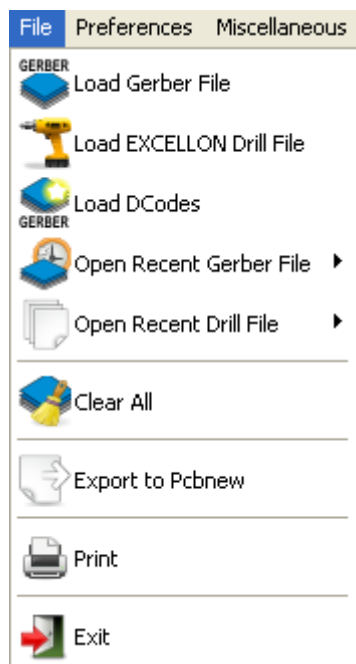 File Preferences Miscellaneous
GERBER
Load Gerber File
Load EXCELLON Drill File
Load DCodes
GERBER
Open Recent Gerber File
Open Recent Drill File
Clear All
Export to Pcbnew
Print
Exit